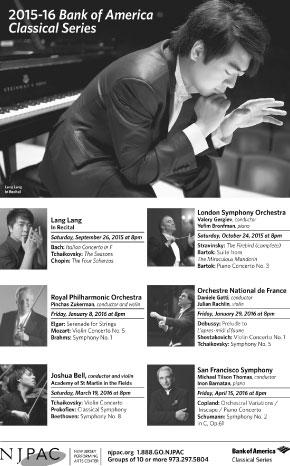 2015-16 Bank of America
Classical Series
STEINWAY
Lang Lang
In Recital
Lang Lang
In Recital
Saturday, September 26, 2015 at 8pm
Bach: Italian Concerto in F
Tchaikovsky: The Seasons
Chopin: The Four Scherzos
London Symphony Orchestra
Valery Gergiev, conductor
Yefim Bronfman, piano
Saturday, October 24, 2015 at 8pm
Stravinsky: The Firebird (complete)
Bartok: Suite from
The Miraculous Mandarin
Bartok: Piano Concerto No. 3
Royal Philharmonic Orchestra
Pinchas Zukerman, conductor and violin
Friday, January 8, 2016 at 8pm
Elgar: Serenade for Strings
Mozart: Violin Concerto No. 5
Brahms: Symphony No. 1
Orchestre National de France
Daniele Gatti, conductor
Julian Rachlin, violin
Friday, January 29, 2016 at 8pm
Debussy: Prélude to
L'apres-midi d'faune
Shostakovich: Violin Concerto No. 1
Tchaikovsky: Symphony No. 5
Joshua Bell, conductor and violin
Academy of St Martin in the Fields
Saturday, March 19, 2016 at 8pm
Tchaikovsky: Violin Concerto
Prokofiev: Classical Symphony
Beethoven: Symphony No. 8
San Francisco Symphony
Michael Tilson Thomas, conductor
Inon Barnatan, piano
Friday, April 15, 2016 at 8pm
Copland: Orchestral Variations /
Inscape / Piano Concerto
Schumann: Symphony No. 2
in C, Op.61
NJPAC
NEW JERSEY
PERFORMING
ARTS CENTER
njpac.org 1.888.GO.NJPAC
Groups of 10 or more 973.297.5804
Bank of America
Classical Series